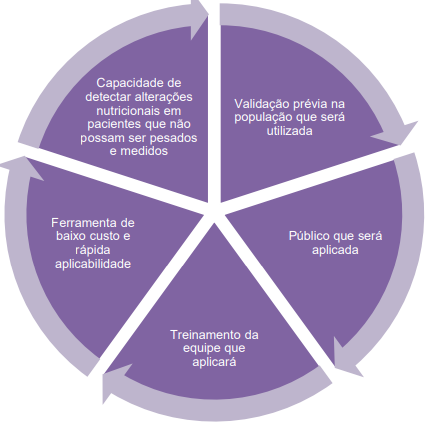 Capacidade de
detectar alterações
nutricionais em
pacientes que não
possam ser pesados
e medidos
Validação prévia na
população que será
utilizada
Público que será
aplicada
Treinamento da
equipe que
aplicará
Ferramenta de
baixo custo e
rápida
aplicabilidade